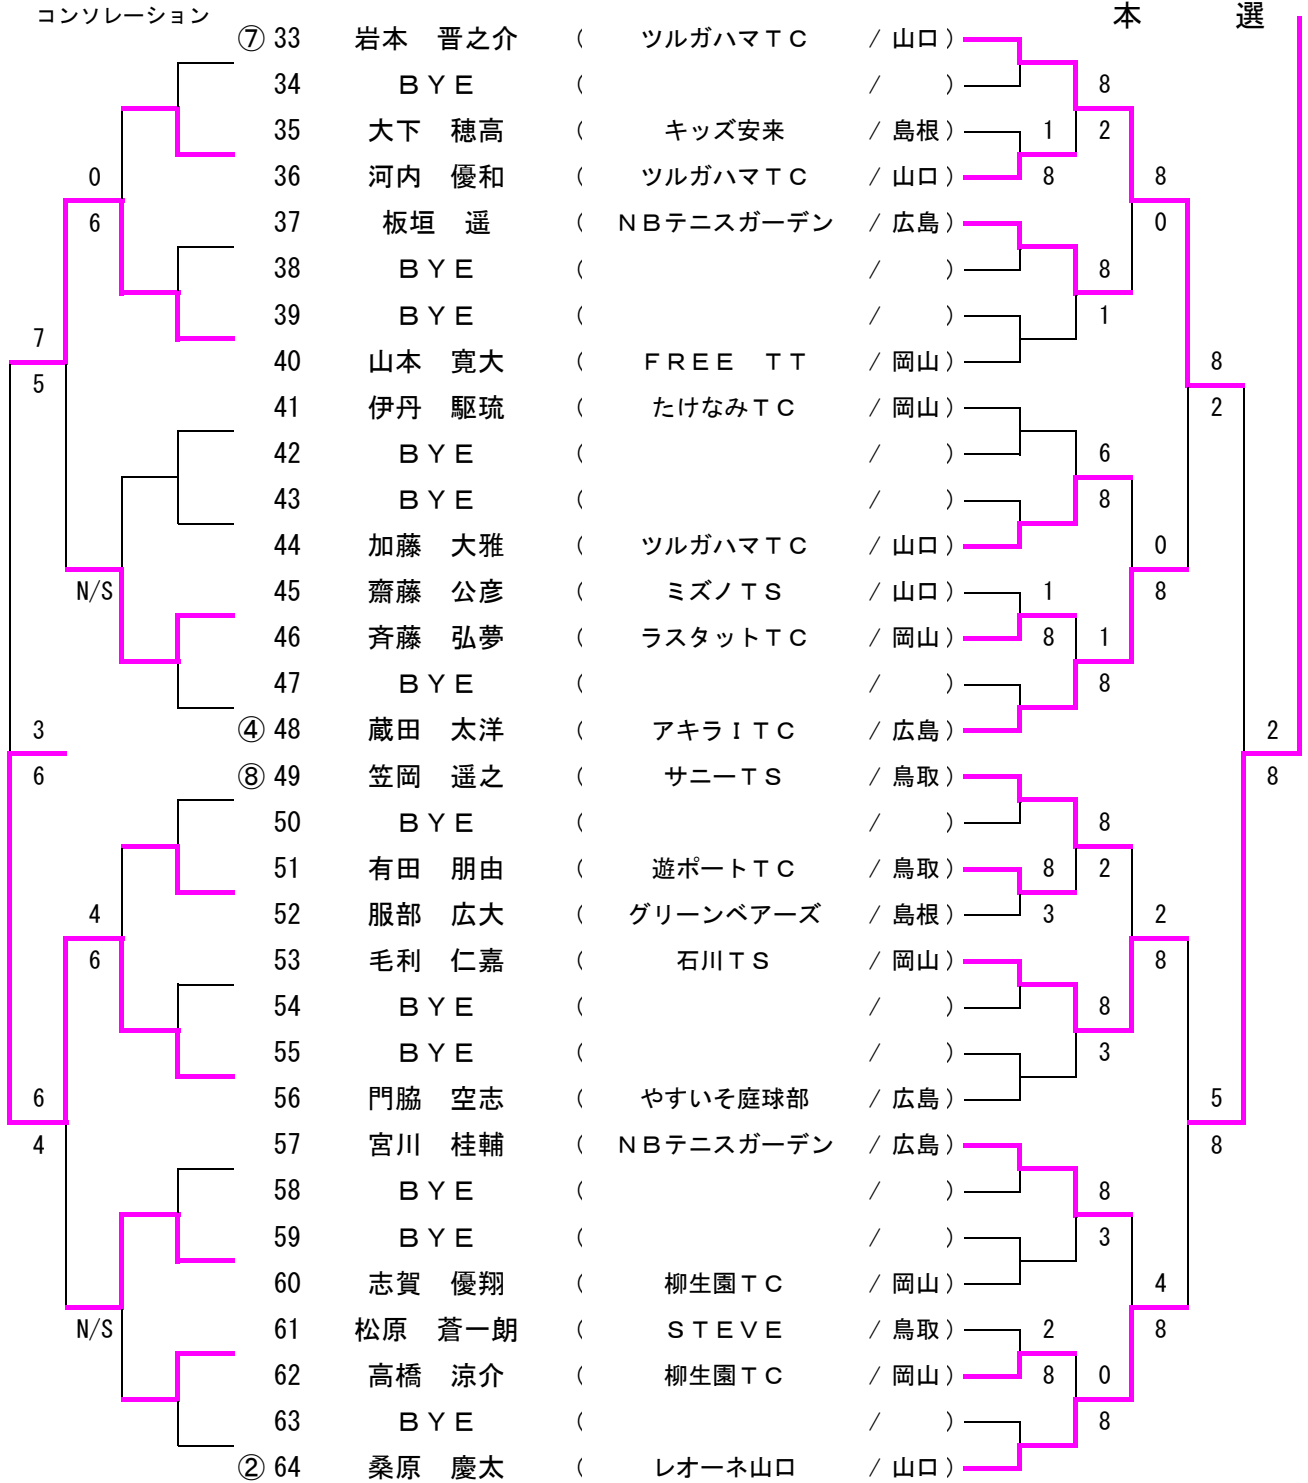 コンソレーション 本 選
⑦ 33 岩本 晋之介 ( ツルガハマTC / 山口 )
34 BYE ( / ) 8
35 大下 穂高 ( キッズ安来 / 島根 ) 1 2
0 36 河内 優和 ( ツルガハマTC / 山口 ) 8 8
6 37 板垣 遥 ( NBテニスガーデン / 広島 ) 0
38 BYE ( / ) 8
39 BYE ( / ) 1
7 40 山本 寛大 ( FREE TT / 岡山 ) 8
5 41 伊丹 駆琉 ( たけなみTC / 岡山 ) 2
42 BYE ( / ) 6
43 BYE ( / ) 8
44 加藤 大雅 ( ツルガハマTC / 山口 ) 0
N/S 45 齋藤 公彦 ( ミズノTS / 山口 ) 1 8
46 斉藤 弘夢 ( ラスタットTC / 岡山 ) 8 1
47 BYE ( / ) 8
3 ④ 48 蔵田 太洋 ( アキラITC / 広島 ) 2
6 ⑧ 49 笠岡 遥之 ( サニーTS / 鳥取 ) 8
50 BYE ( / ) 8
51 有田 朋由 ( 遊ポートTC / 鳥取 ) 8 2
4 52 服部 広大 ( グリーンベアーズ / 島根 ) 3 2
6 53 毛利 仁嘉 ( 石川TS / 岡山 ) 8
54 BYE ( / ) 8
55 BYE ( / ) 3
6 56 門脇 空志 ( やすいそ庭球部 / 広島 ) 5
4 57 宮川 桂輔 ( NBテニスガーデン / 広島 ) 8
58 BYE ( / ) 8
59 BYE ( / ) 3
60 志賀 優翔 ( 柳生園TC / 岡山 ) 4
N/S 61 松原 蒼一朗 ( STEVE / 鳥取 ) 2 8
62 高橋 涼介 ( 柳生園TC / 岡山 ) 8 0
63 BYE ( / ) 8
② 64 桑原 慶太 ( レオーネ山口 / 山口 )